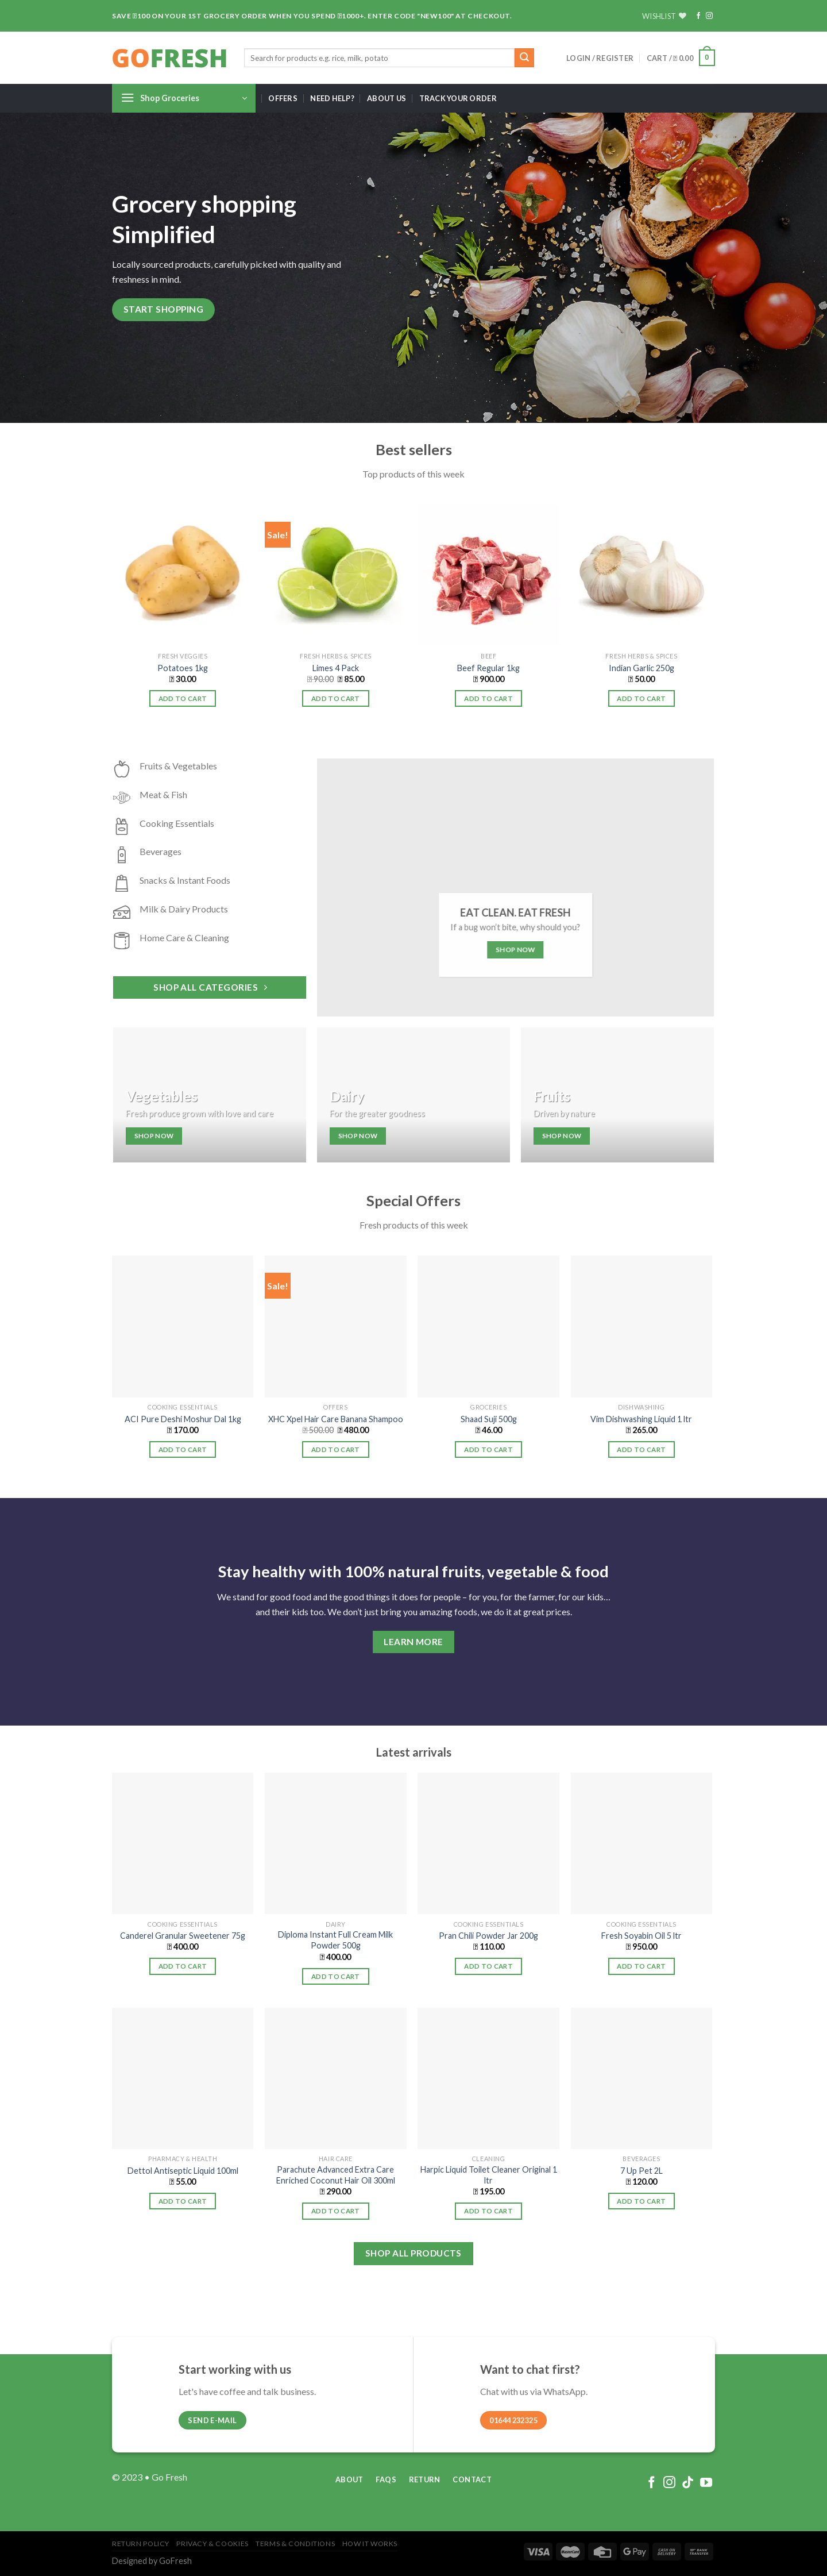 SAVE ⍰100 ON YOUR 1ST GROCERY ORDER WHEN YOU SPEND ⍰1000+. ENTER CODE "NEW100" AT CHECKOUT.
WISHLIST
GOFRESH
Search for products e.g. rice, milk, potato
LOGIN / REGISTER
CART / ⍰ 0.00
0
Shop Groceries
OFFERS
NEED HELP?
ABOUT US
TRACK YOUR ORDER
Grocery shopping
Simplified
Locally sourced products, carefully picked with quality and
freshness in mind.
START SHOPPING
Best sellers
Top products of this week
Sale!
FRESH VEGGIES
Potatoes 1kg
⍰ 30.00
ADD TO CART
FRESH HERBS & SPICES
Limes 4 Pack
⍰ 90.00 ⍰ 85.00
ADD TO CART
BEEF
Beef Regular 1kg
⍰ 900.00
ADD TO CART
FRESH HERBS & SPICES
Indian Garlic 250g
⍰ 50.00
ADD TO CART
Fruits & Vegetables
Meat & Fish
Cooking Essentials
Beverages
Snacks & Instant Foods
Milk & Dairy Products
Home Care & Cleaning
SHOP ALL CATEGORIES
EAT CLEAN. EAT FRESH
If a bug won't bite, why should you?
SHOP NOW
Vegetables
Fresh produce grown with love and care
SHOP NOW
Dairy
For the greater goodness
SHOP NOW
Fruits
Driven by nature
SHOP NOW
Special Offers
Fresh products of this week
Sale!
COOKING ESSENTIALS
ACI Pure Deshi Moshur Dal 1kg
⍰ 170.00
ADD TO CART
OFFERS
XHC Xpel Hair Care Banana Shampoo
⍰ 500.00 ⍰ 480.00
ADD TO CART
GROCERIES
Shaad Suji 500g
⍰ 46.00
ADD TO CART
DISHWASHING
Vim Dishwashing Liquid 1 ltr
⍰ 265.00
ADD TO CART
Stay healthy with 100% natural fruits, vegetable & food
We stand for good food and the good things it does for people – for you, for the farmer, for our kids…
and their kids too. We don't just bring you amazing foods, we do it at great prices.
LEARN MORE
Latest arrivals
COOKING ESSENTIALS
Canderel Granular Sweetener 75g
⍰ 400.00
ADD TO CART
DAIRY
Diploma Instant Full Cream Milk
Powder 500g
⍰ 400.00
ADD TO CART
COOKING ESSENTIALS
Pran Chili Powder Jar 200g
⍰ 110.00
ADD TO CART
COOKING ESSENTIALS
Fresh Soyabin Oil 5 ltr
⍰ 950.00
ADD TO CART
PHARMACY & HEALTH
Dettol Antiseptic Liquid 100ml
⍰ 55.00
ADD TO CART
HAIR CARE
Parachute Advanced Extra Care
Enriched Coconut Hair Oil 300ml
⍰ 290.00
ADD TO CART
CLEANING
Harpic Liquid Toilet Cleaner Original 1
ltr
⍰ 195.00
ADD TO CART
BEVERAGES
7 Up Pet 2L
⍰ 120.00
ADD TO CART
SHOP ALL PRODUCTS
Start working with us
Let's have coffee and talk business.
SEND E-MAIL
Want to chat first?
Chat with us via WhatsApp.
01644232325
© 2023 • Go Fresh
ABOUT
FAQS
RETURN
CONTACT
RETURN POLICY
PRIVACY & COOKIES
TERMS & CONDITIONS
HOW IT WORKS
Designed by GoFresh
VISA
MasterCard
G Pay
CASH ON DELIVERY
BANK TRANSFER